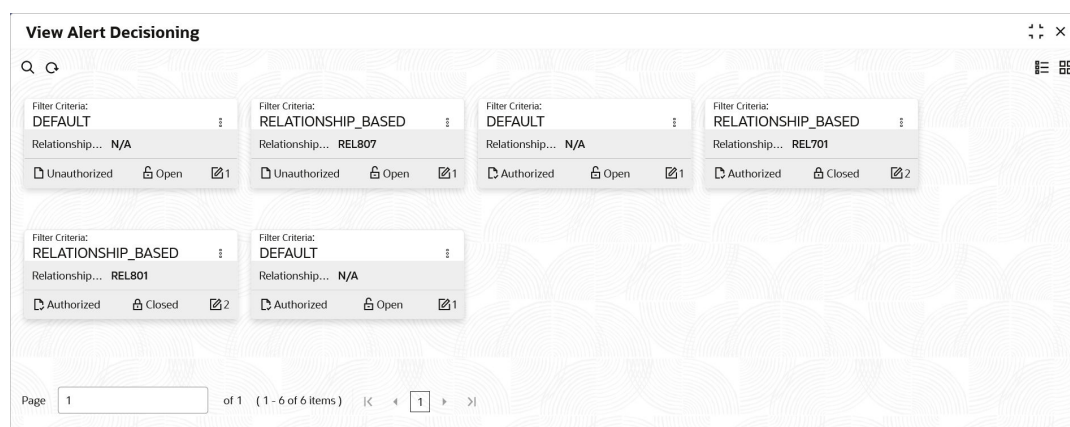 View Alert Decisioning
Filter Criteria: Filter Criteria: Filter Criteria: Filter Criteria:
DEFAULT RELATIONSHIP_BASED DEFAULT RELATIONSHIP_BASED
Relationship... N/A Relationship... REL807 Relationship... N/A Relationship... REL701
Unauthorized Open 1 Unauthorized Open 1 Authorized Open 1 Authorized Closed 2
Filter Criteria: Filter Criteria:
RELATIONSHIP_BASED DEFAULT
Relationship... REL801 Relationship... N/A
Authorized Closed 2 Authorized Open 1
Page 1 of 1 ( 1 - 6 of 6 items ) 1